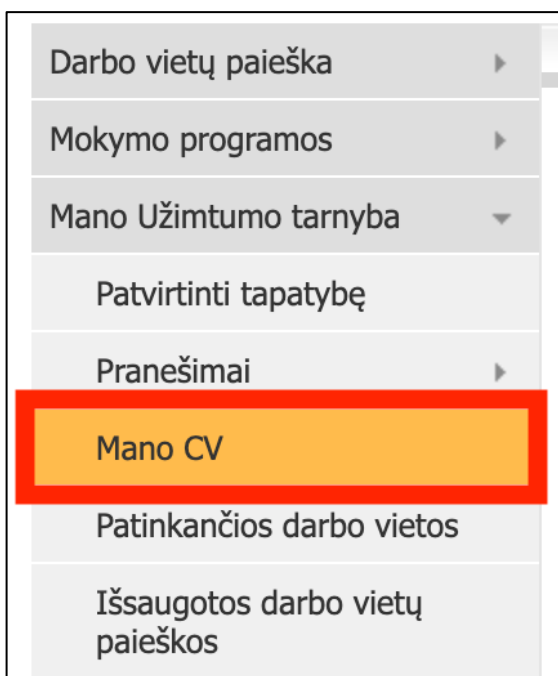 Darbo vietų paieška
Mokymo programos
Mano Užimtumo tarnyba
Patvirtinti tapatybę
Pranešimai
Mano CV
Patinkančios darbo vietos
Išsaugotos darbo vietų
paieškos